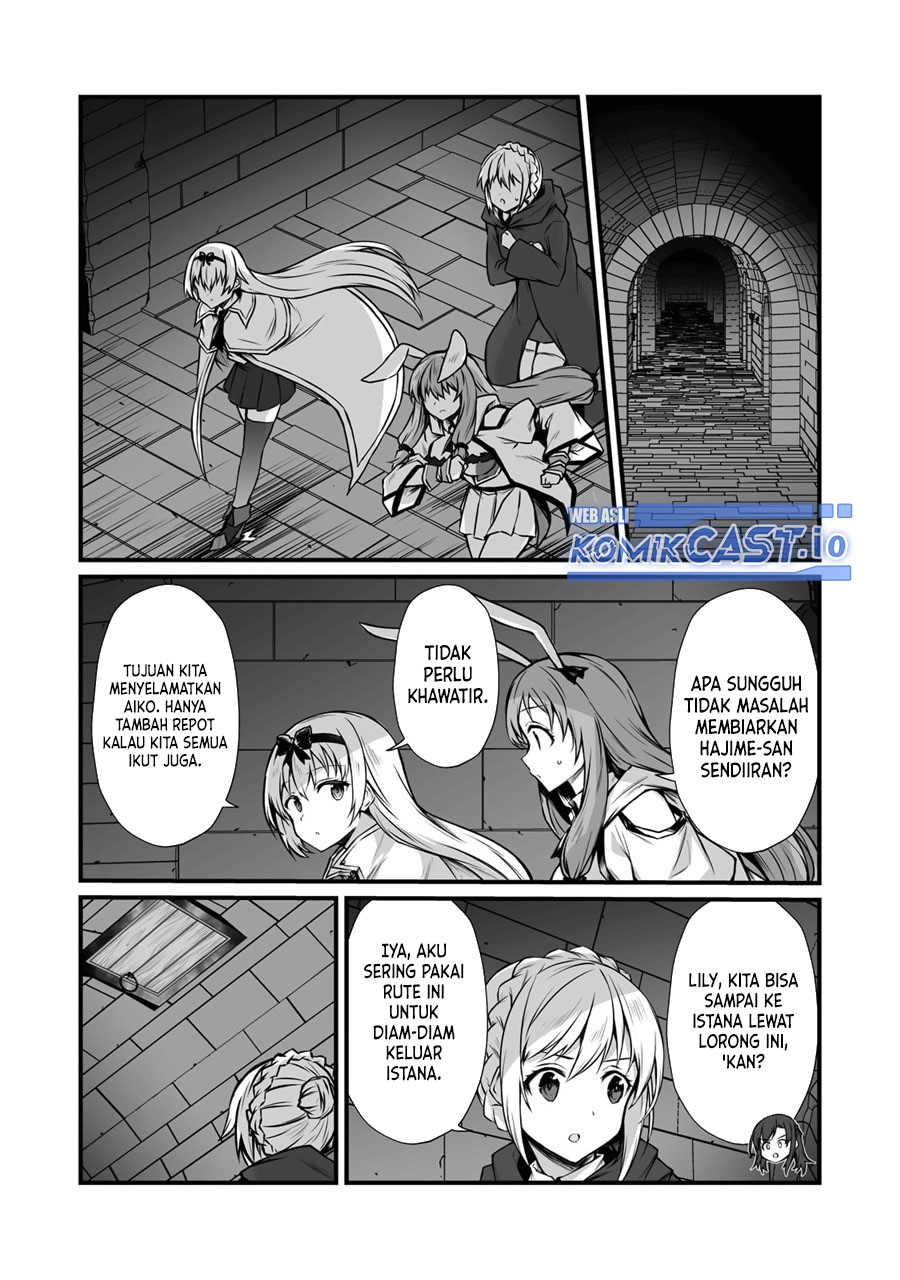 WEB ASLI
KOMIKCAST.io
APA SUNGGUH
TIDAK MASALAH
MEMBIARKAN
HAJIME-SAN
SENDIIRAN?
TIDAK
PERLU
KHAWATIR.
TUJUAN KITA
MENYELAMATKAN
AIKO. HANYA
TAMBAH REPOT
KALAU KITA SEMUA
IKUT JUGA.
LILY, KITA BISA
SAMPAI KE
ISTANA LEWAT
LORONG INI,
'KAN?
IYA, AKU
SERING PAKAI
RUTE INI
UNTUK
DIAM-DIAM
KELUAR
ISTANA.